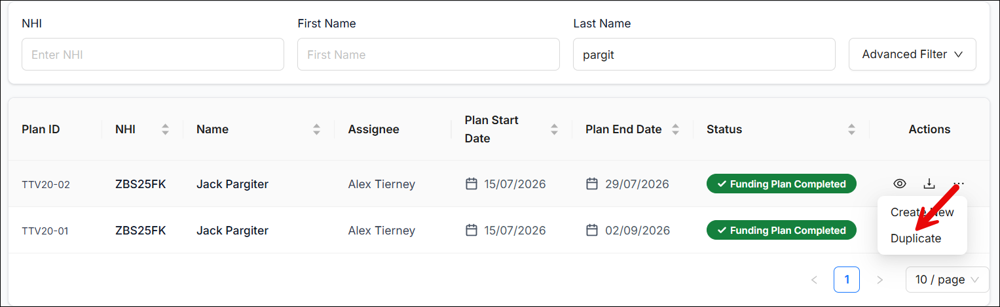 NHI
First Name
Last Name
Enter NHI
First Name
pargit
Advanced Filter
Plan ID
NHI
Name
Assignee
Plan Start
Date
Plan End Date
Status
Actions
TTV20-02
ZBS25FK
Jack Pargiter
Alex Tierney
15/07/2026
29/07/2026
Funding Plan Completed
Create New
Duplicate
TTV20-01
ZBS25FK
Jack Pargiter
Alex Tierney
15/07/2026
02/09/2026
Funding Plan Completed
1
10 / page